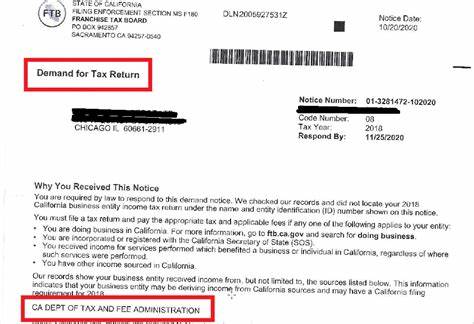 STATE OF CALIFORNIA
FILING ENFORCEMENT SECTION MS F180
FRANCHISE TAX BOARD
PO BOX 942857
SACRAMENTO CA 94257-0540
FTB
DLN2005927531Z
Notice Date:
10/20/2020
Demand for Tax Return
CHICAGO IL 60661-2911
Notice Number: 01-3281472-102020
Code Number: 08
Tax Year: 2018
Respond By: 11/25/2020
Why You Received This Notice
You are required by law to respond to this demand notice. We checked our records and did not locate your 2018
California business entity income tax return under the name and entity identification (ID) number shown on this notice.
You must file a tax return and pay the appropriate tax and applicable fees if any one of the following applies to your entity:
• You are doing business in California. For more information, go to ftb.ca.gov and search for doing business.
• You are incorporated or registered with the California Secretary of State (SOS).
• You received income for services performed which benefited a business or individual in California, regardless of where
such services were performed.
• You have other income sourced in California.
Our records show your business entity received income from, but not limited to, the sources listed below. This information
indicates that your business entity may be deriving income from California sources and may have a California filing
requirement for 2018.
CA DEPT OF TAX AND FEE ADMINISTRATION